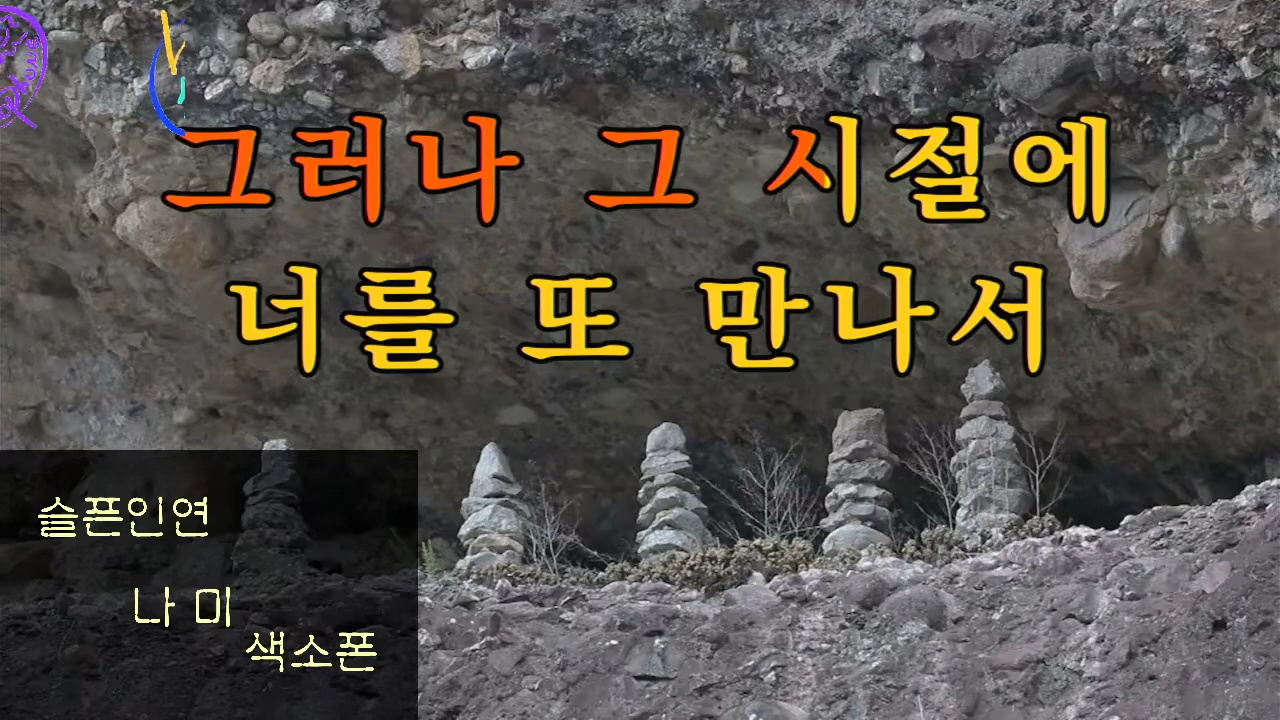 그러나 그 시절에
너를 또 만나서
슬픈인연
나 미
색소폰